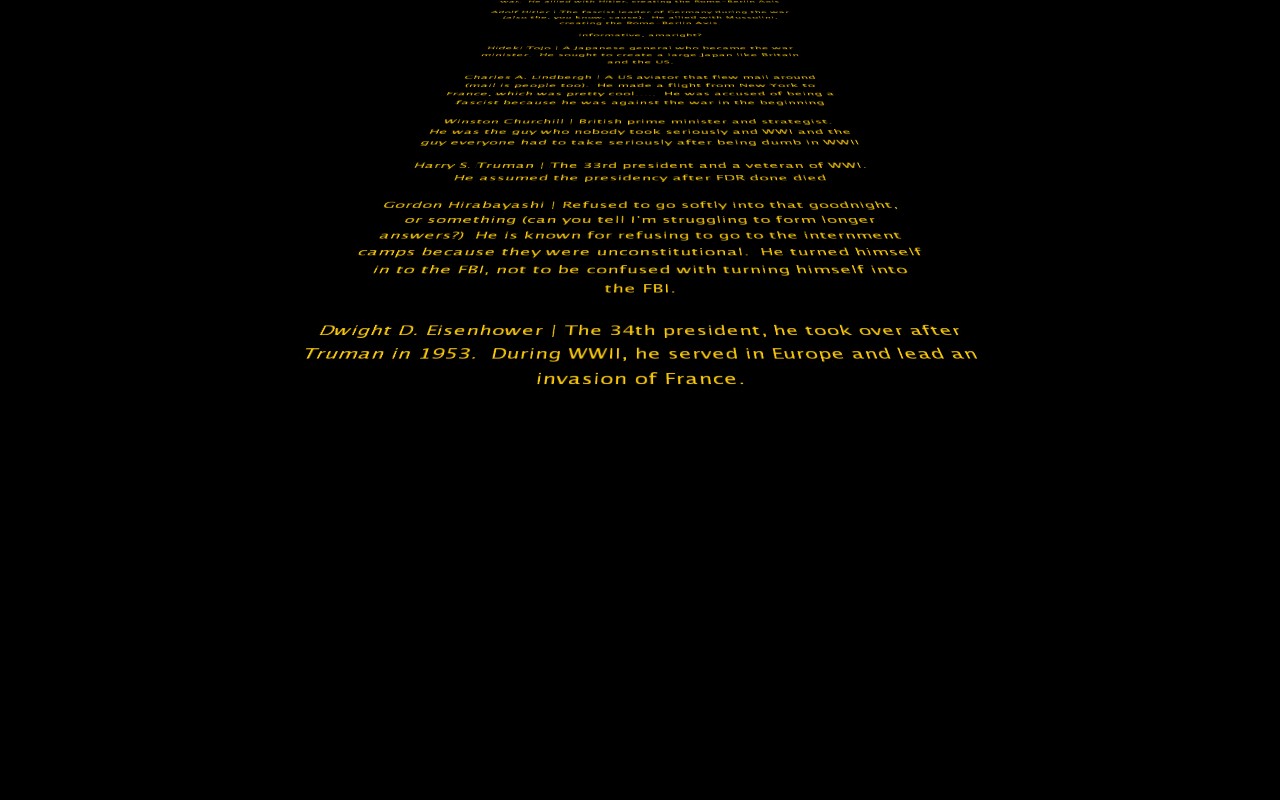 war. He allied with Hitler, creating the Rome-Berlin Axis
Adolf Hitler | The fascist leader of Germany during the war
(also the, you know, cause). He allied with Mussolini,
creating the Rome-Berlin Axis
informative, amaright?
Hideki Tojo | A Japanese general who became the war
minister. He sought to create a large Japan like Britain
and the US.
Charles A. Lindbergh | A US aviator that flew mail around
(mail is people too). He made a flight from New York to
France, which was pretty cool.... He was accused of being a
fascist because he was against the war in the beginning
Winston Churchill | British prime minister and strategist.
He was the guy who nobody took seriously and WWI and the
guy everyone had to take seriously after being dumb in WWII
Harry S. Truman | The 33rd president and a veteran of WWI.
He assumed the presidency after FDR done died
Gordon Hirabayashi | Refused to go softly into that goodnight,
or something (can you tell I'm struggling to form longer
answers?) He is known for refusing to go to the internment
camps because they were unconstitutional. He turned himself
in to the FBI, not to be confused with turning himself into
the FBI.
Dwight D. Eisenhower | The 34th president, he took over after
Truman in 1953. During WWII, he served in Europe and lead an
invasion of France.